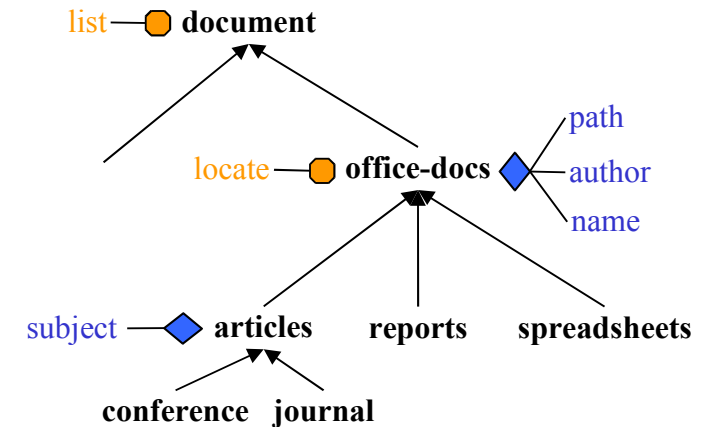 list document
path
locate office-docs author
name
subject articles reports spreadsheets
conference journal